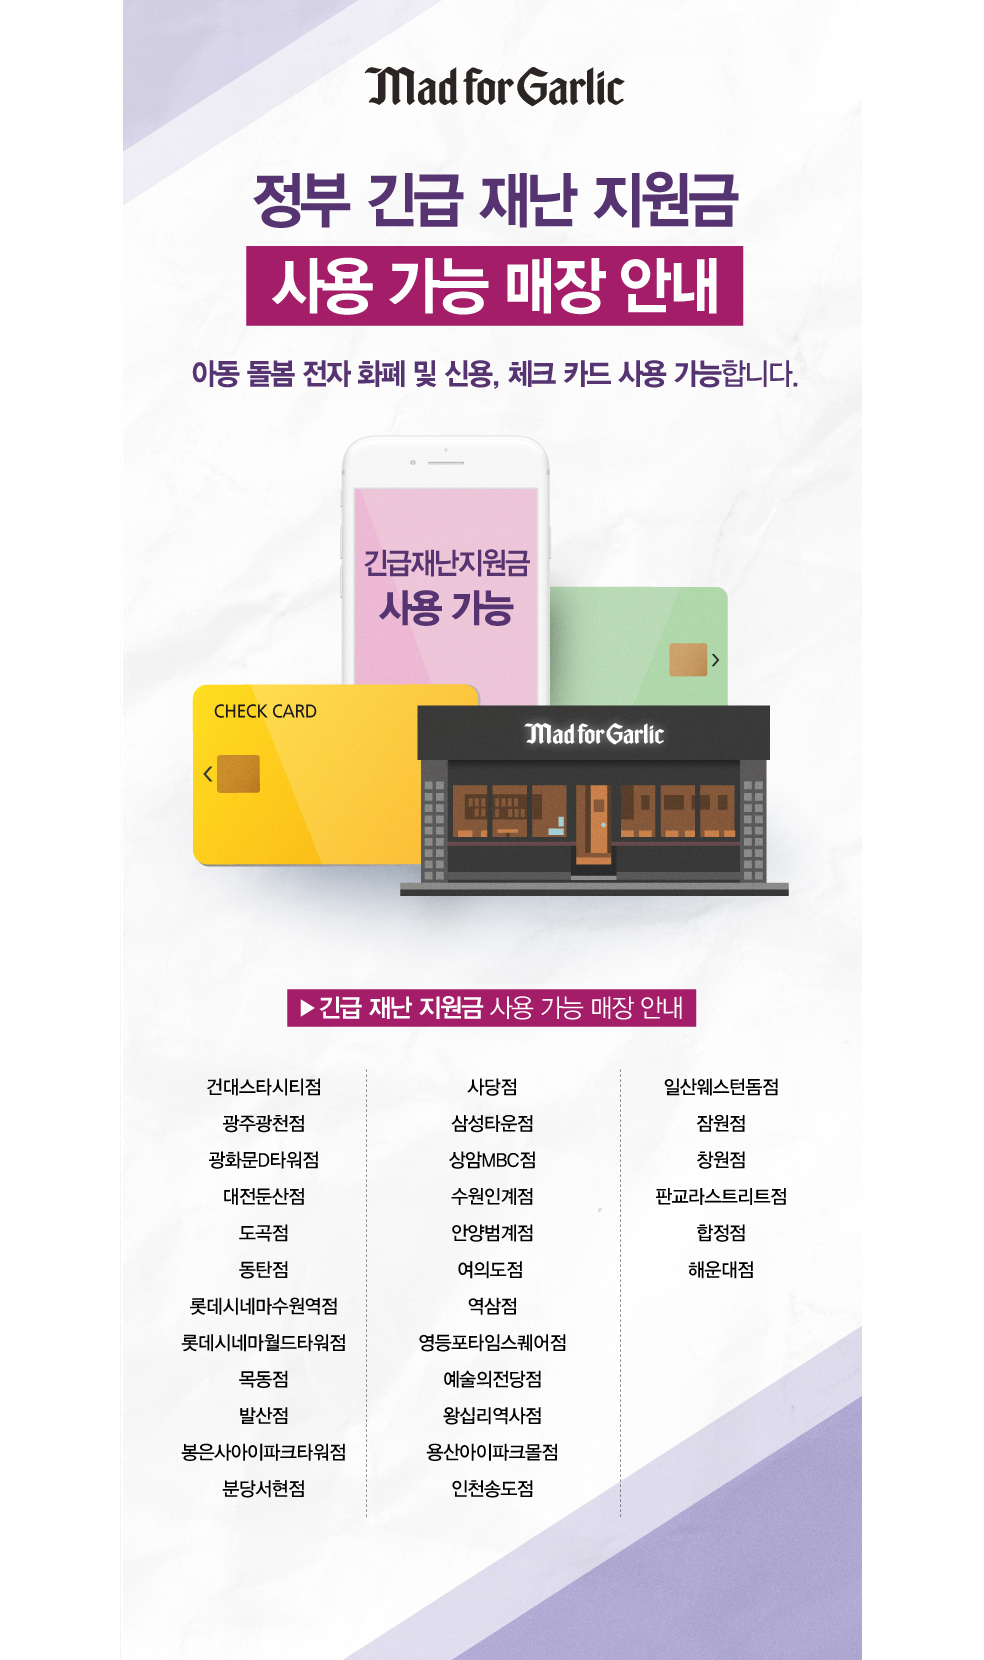 Mad for Garlic
정부 긴급 재난 지원금
사용 가능 매장 안내
아동 돌봄 전자 화폐 및 신용, 체크 카드 사용 가능합니다.
긴급재난지원금
사용 가능
CHECK CARD
Mad for Garlic
▶긴급 재난 지원금 사용 가능 매장 안내
건대스타시티점
광주광천점
광화문D타워점
대전둔산점
도곡점
동탄점
롯데시네마수원역점
롯데시네마월드타워점
목동점
발산점
봉은사아이파크타워점
분당서현점
사당점
삼성타운점
상암MBC점
수원인계점
안양범계점
여의도점
역삼점
영등포타임스퀘어점
예술의전당점
왕십리역사점
용산아이파크몰점
인천송도점
일산웨스턴돔점
잠원점
창원점
판교라스트리트점
합정점
해운대점